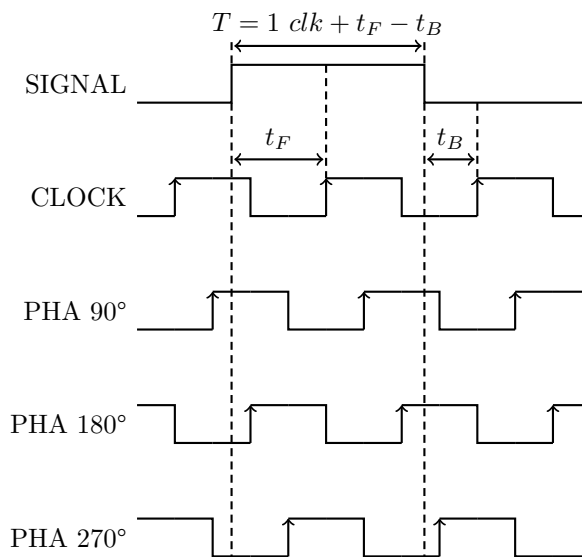 T = 1 clk + t_F − t_B
SIGNAL
t_F
t_B
CLOCK
PHA 90°
PHA 180°
PHA 270°